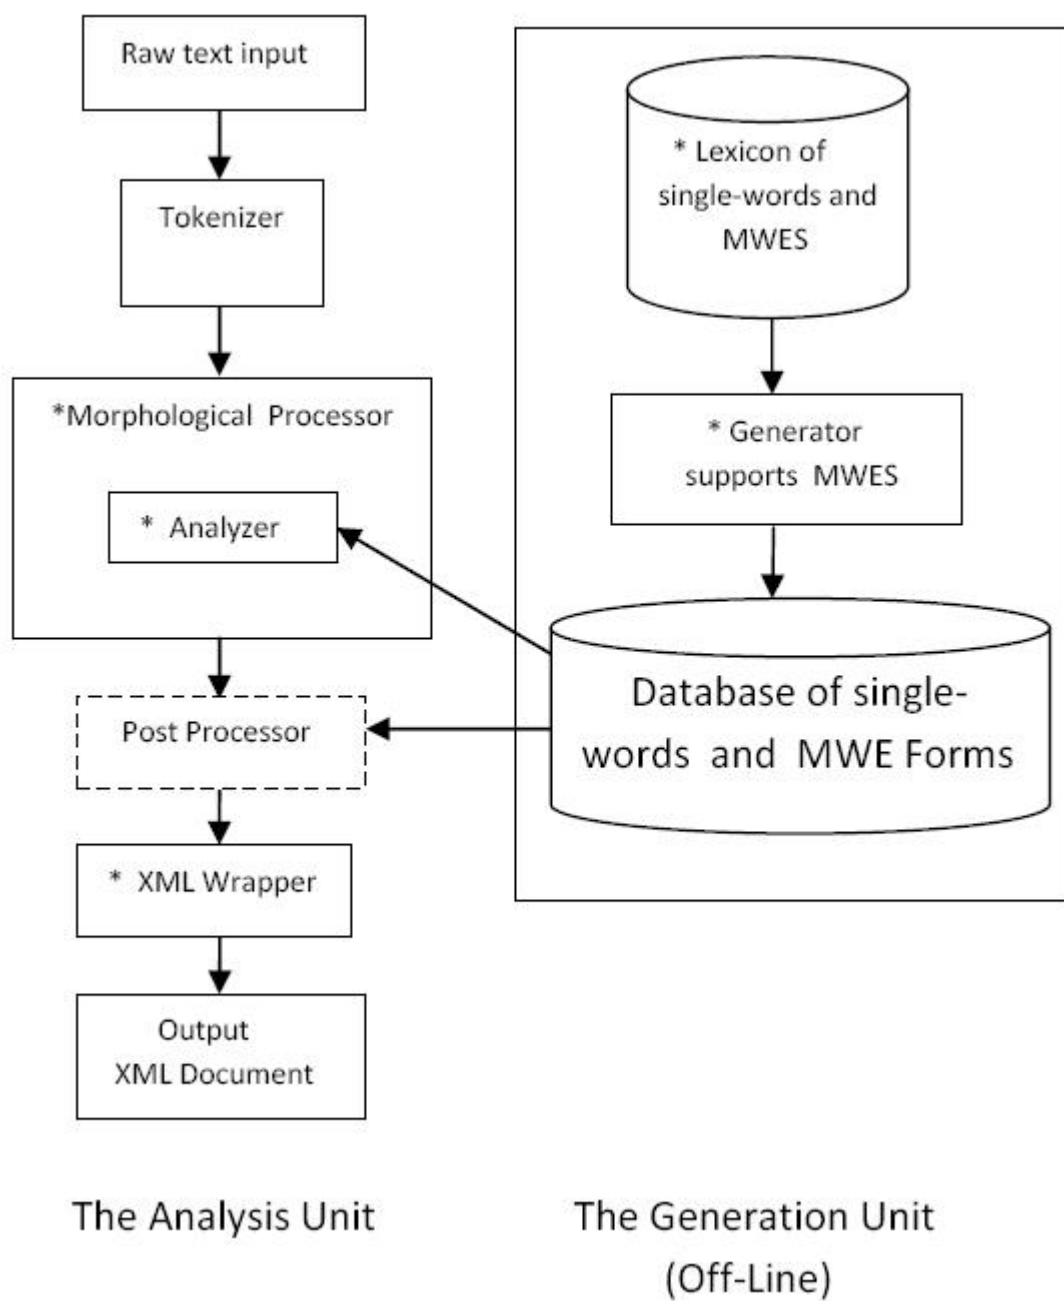 Raw text input
Tokenizer
*Morphological Processor
* Analyzer
Post Processor
* XML Wrapper
Output
XML Document
The Analysis Unit
* Lexicon of
single-words and
MWES
* Generator
supports MWES
Database of single-
words and MWE Forms
The Generation Unit
(Off-Line)